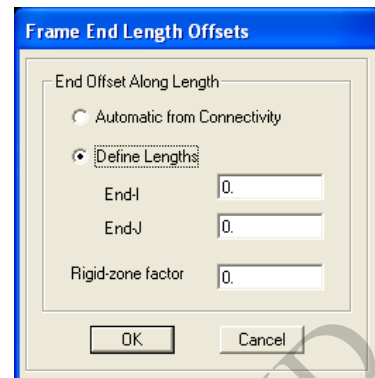 Frame End Length Offsets
End Offset Along Length
Automatic from Connectivity
Define Lengths
End-I 0.
End-J 0.
Rigid-zone factor 0.
OK Cancel